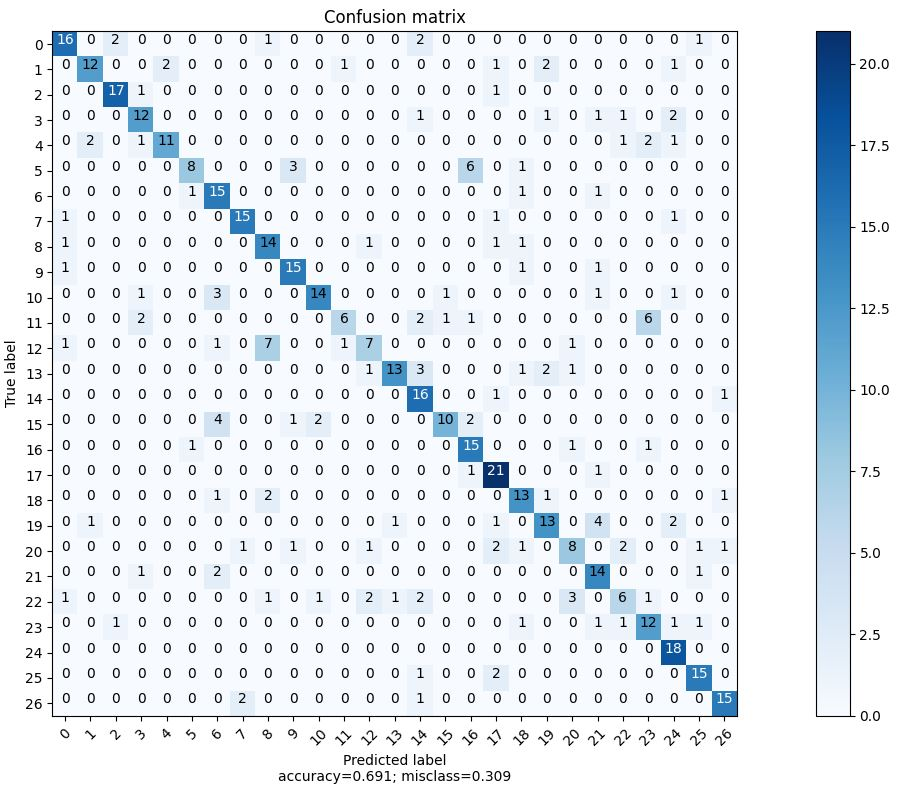 Confusion matrix
0 16 0 2 0 0 0 0 0 1 0 0 0 0 0 2 0 0 0 0 0 0 0 0 0 0 1 0
1 0 12 0 0 2 0 0 0 0 0 0 1 0 0 0 0 0 1 0 2 0 0 0 0 1 0 0
2 0 0 17 1 0 0 0 0 0 0 0 0 0 0 0 0 0 1 0 0 0 0 0 0 0 0 0
3 0 0 0 12 0 0 0 0 0 0 0 0 0 0 1 0 0 0 0 1 0 1 1 0 2 0 0
4 0 2 0 1 11 0 0 0 0 0 0 0 0 0 0 0 0 0 0 0 0 0 1 2 1 0 0
5 0 0 0 0 0 8 0 0 0 3 0 0 0 0 0 0 6 0 1 0 0 0 0 0 0 0 0
6 0 0 0 0 0 1 15 0 0 0 0 0 0 0 0 0 0 0 1 0 0 1 0 0 0 0 0
7 1 0 0 0 0 0 0 15 0 0 0 0 0 0 0 0 0 1 0 0 0 0 0 0 1 0 0
8 1 0 0 0 0 0 0 0 14 0 0 0 1 0 0 0 0 1 1 0 0 0 0 0 0 0 0
9 1 0 0 0 0 0 0 0 0 15 0 0 0 0 0 0 0 0 1 0 0 1 0 0 0 0 0
10 0 0 0 1 0 0 3 0 0 0 14 0 0 0 0 1 0 0 0 0 0 1 0 0 1 0 0
11 0 0 0 2 0 0 0 0 0 0 0 6 0 0 2 1 1 0 0 0 0 0 0 6 0 0 0
12 1 0 0 0 0 0 1 0 7 0 0 1 7 0 0 0 0 0 0 0 1 0 0 0 0 0 0
13 0 0 0 0 0 0 0 0 0 0 0 0 1 13 3 0 0 0 1 2 1 0 0 0 0 0 0
14 0 0 0 0 0 0 0 0 0 0 0 0 0 0 16 0 0 1 0 0 0 0 0 0 0 0 1
15 0 0 0 0 0 0 4 0 0 1 2 0 0 0 0 10 2 0 0 0 0 0 0 0 0 0 0
16 0 0 0 0 0 1 0 0 0 0 0 0 0 0 0 0 15 0 0 0 1 0 0 1 0 0 0
17 0 0 0 0 0 0 0 0 0 0 0 0 0 0 0 0 1 21 0 0 0 1 0 0 0 0 0
18 0 0 0 0 0 0 1 0 2 0 0 0 0 0 0 0 0 0 13 1 0 0 0 0 0 0 1
19 0 1 0 0 0 0 0 0 0 0 0 0 0 1 0 0 0 1 0 13 0 4 0 0 2 0 0
20 0 0 0 0 0 0 0 1 0 1 0 0 1 0 0 0 0 2 1 0 8 0 2 0 0 1 1
21 0 0 0 1 0 0 2 0 0 0 0 0 0 0 0 0 0 0 0 0 0 14 0 0 0 1 0
22 1 0 0 0 0 0 0 0 1 0 1 0 2 1 2 0 0 0 0 0 3 0 6 1 0 0 0
23 0 0 1 0 0 0 0 0 0 0 0 0 0 0 0 0 0 0 1 0 0 1 1 12 1 1 0
24 0 0 0 0 0 0 0 0 0 0 0 0 0 0 0 0 0 0 0 0 0 0 0 0 18 0 0
25 0 0 0 0 0 0 0 0 0 0 0 0 0 0 1 0 0 2 0 0 0 0 0 0 0 15 0
26 0 0 0 0 0 0 0 2 0 0 0 0 0 0 1 0 0 0 0 0 0 0 0 0 0 0 15
0 1 2 3 4 5 6 7 8 9 10 11 12 13 14 15 16 17 18 19 20 21 22 23 24 25 26
True label
Predicted label
accuracy=0.691; misclass=0.309
20.0
17.5
15.0
12.5
10.0
7.5
5.0
2.5
0.0